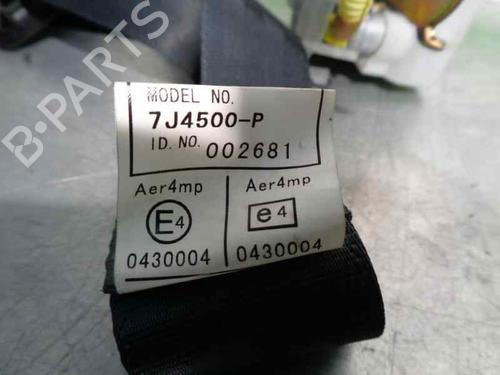 B-PARTS
MODEL NO.
7J4500-P
ID. NO. 002681
Aer4mp Aer4mp
E4 e4
0430004 0430004